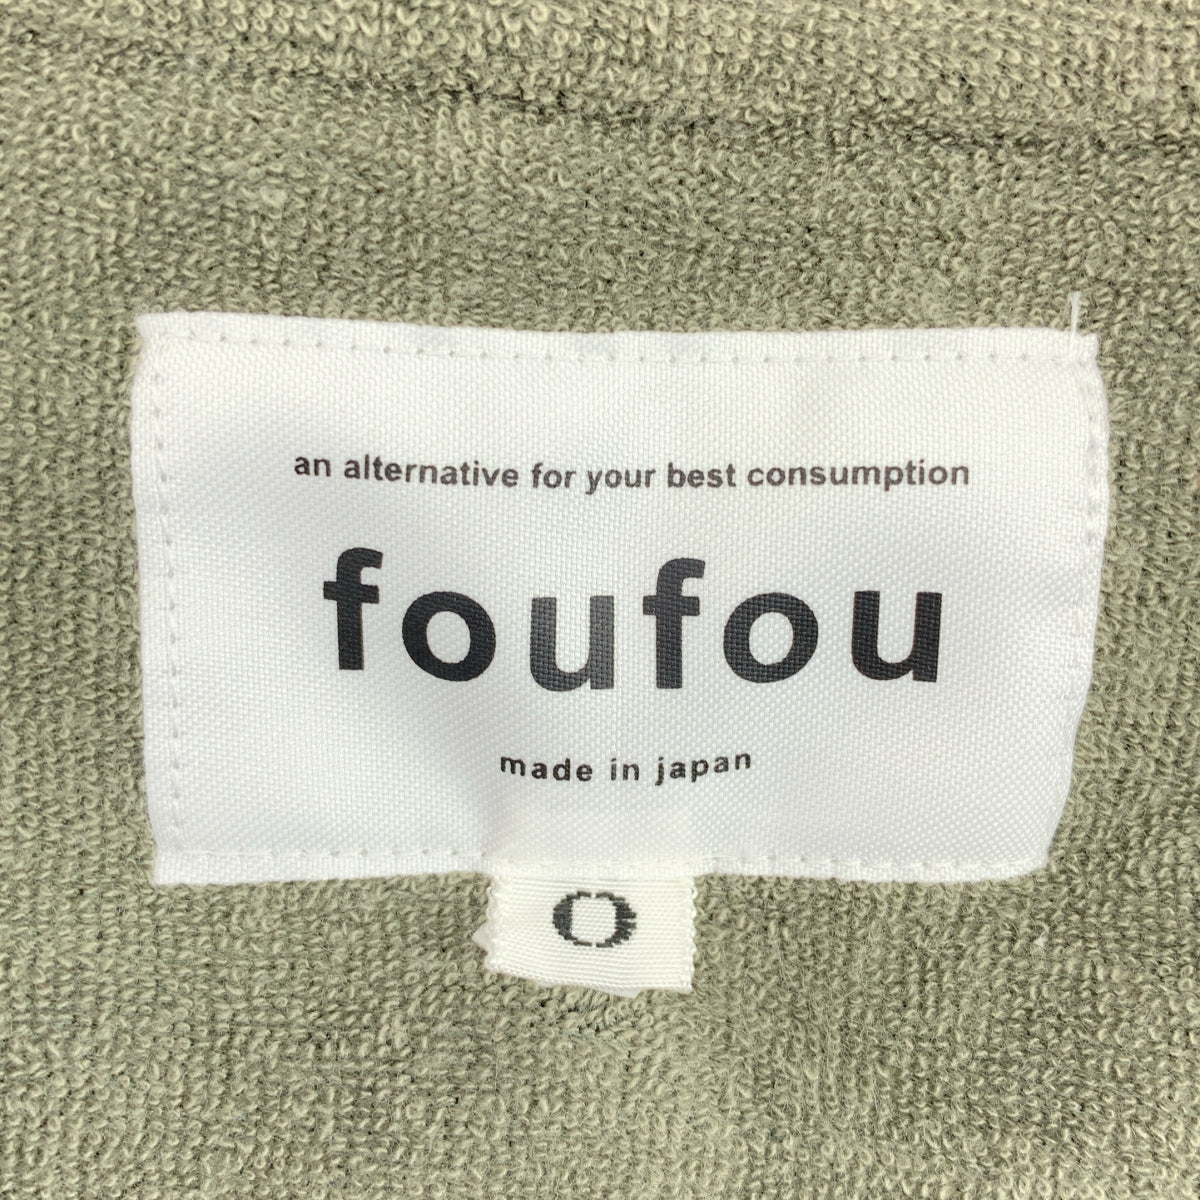 an alternative for your best consumption
foufou
made in japan
0